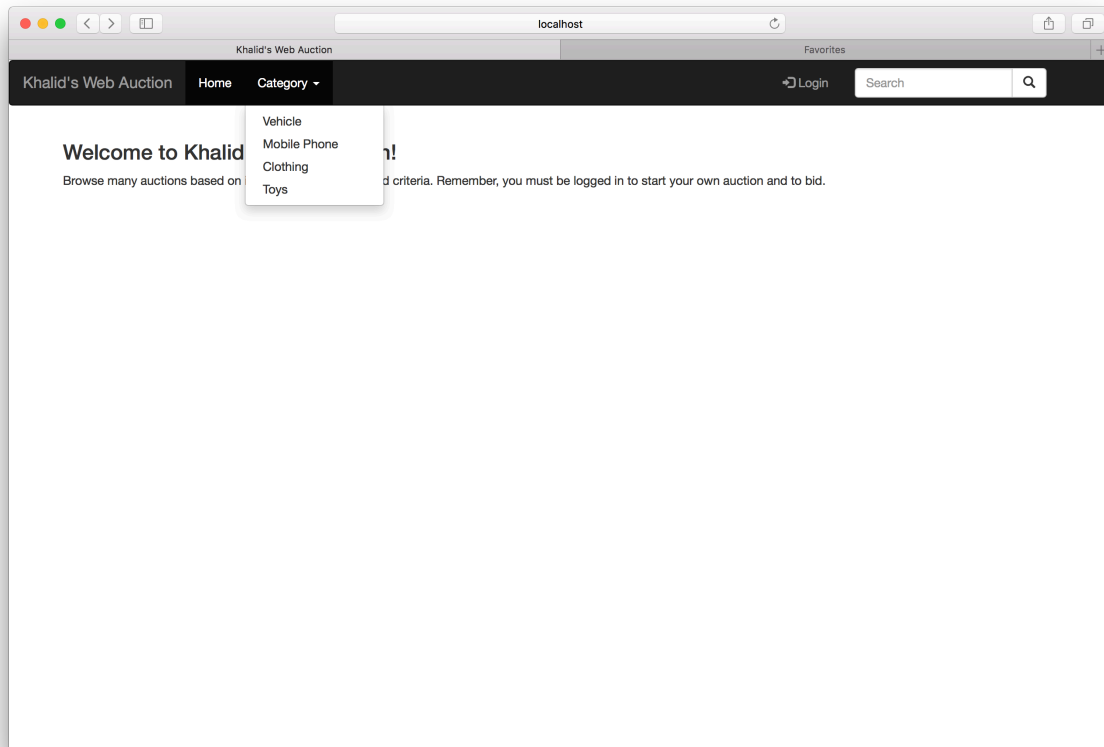 localhost
Khalid's Web Auction
Favorites
Khalid's Web Auction Home Category Login Search
Vehicle
Mobile Phone
Clothing
Toys
Welcome to Khalid !
Browse many auctions based on criteria. Remember, you must be logged in to start your own auction and to bid.